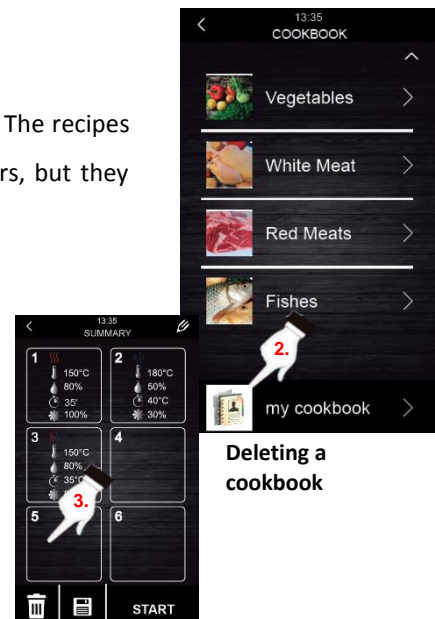 The recipes
rs, but they
13:35
COOKBOOK
Vegetables
White Meat
Red Meats
Fishes
2.
my cookbook
Deleting a
cookbook
13:35
SUMMARY
1
150°C
80%
35'
100%
2
180°C
50%
40°C
30%
3
150°C
80%
35°C
3.
4
5
6
START